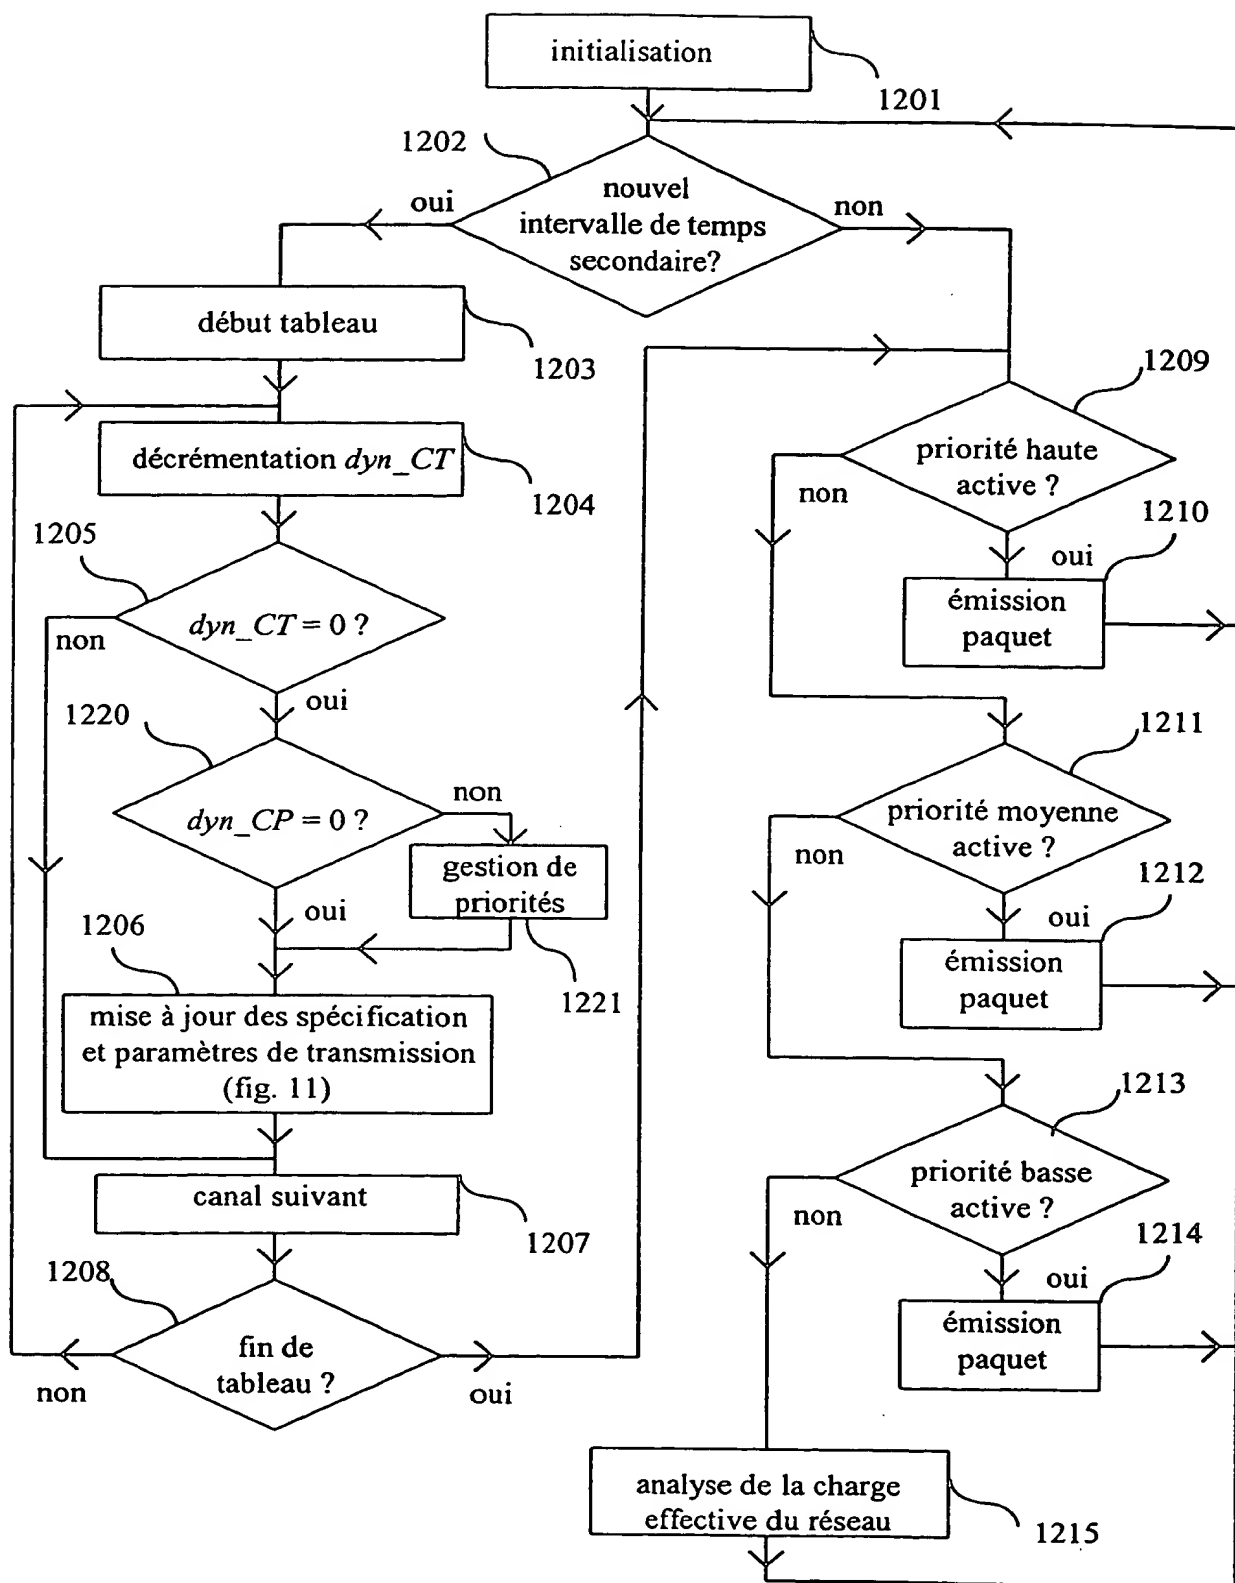 initialisation
1201
1202
nouvel
intervalle de temps
secondaire?
oui
non
début tableau
1203
décrémentation dyn_CT
1204
1205
dyn_CT = 0 ?
non
oui
1220
dyn_CP = 0 ?
non
gestion de
priorités
1221
oui
1206
mise à jour des spécification
et paramètres de transmission
(fig. 11)
canal suivant
1207
1208
fin de
tableau ?
non
oui
1209
priorité haute
active ?
non
oui
1210
émission
paquet
1211
priorité moyenne
active ?
non
oui
1212
émission
paquet
1213
priorité basse
active ?
non
oui
1214
émission
paquet
analyse de la charge
effective du réseau
1215